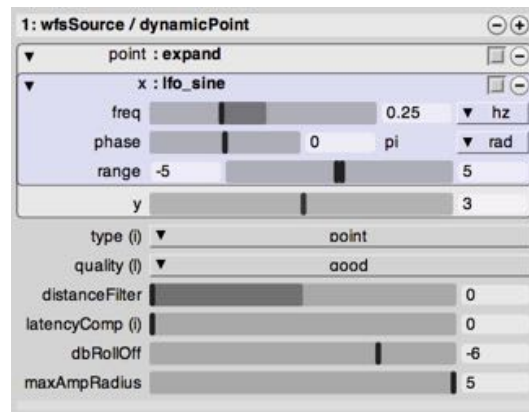 1: wfsSource / dynamicPoint
point : expand
x : lfo_sine
freq 0.25 hz
phase 0 pi rad
range -5 5
y 3
type (i) point
quality (i) good
distanceFilter 0
latencyComp (i) 0
dbRollOff -6
maxAmpRadius 5